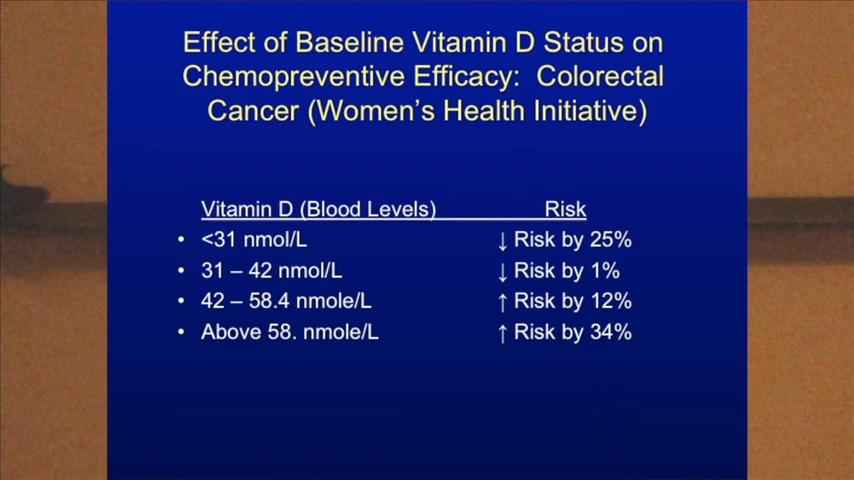 Effect of Baseline Vitamin D Status on
Chemopreventive Efficacy: Colorectal
Cancer (Women's Health Initiative)
Vitamin D (Blood Levels) Risk
• <31 nmol/L ↓ Risk by 25%
• 31 – 42 nmol/L ↓ Risk by 1%
• 42 – 58.4 nmole/L ↑ Risk by 12%
• Above 58. nmole/L ↑ Risk by 34%